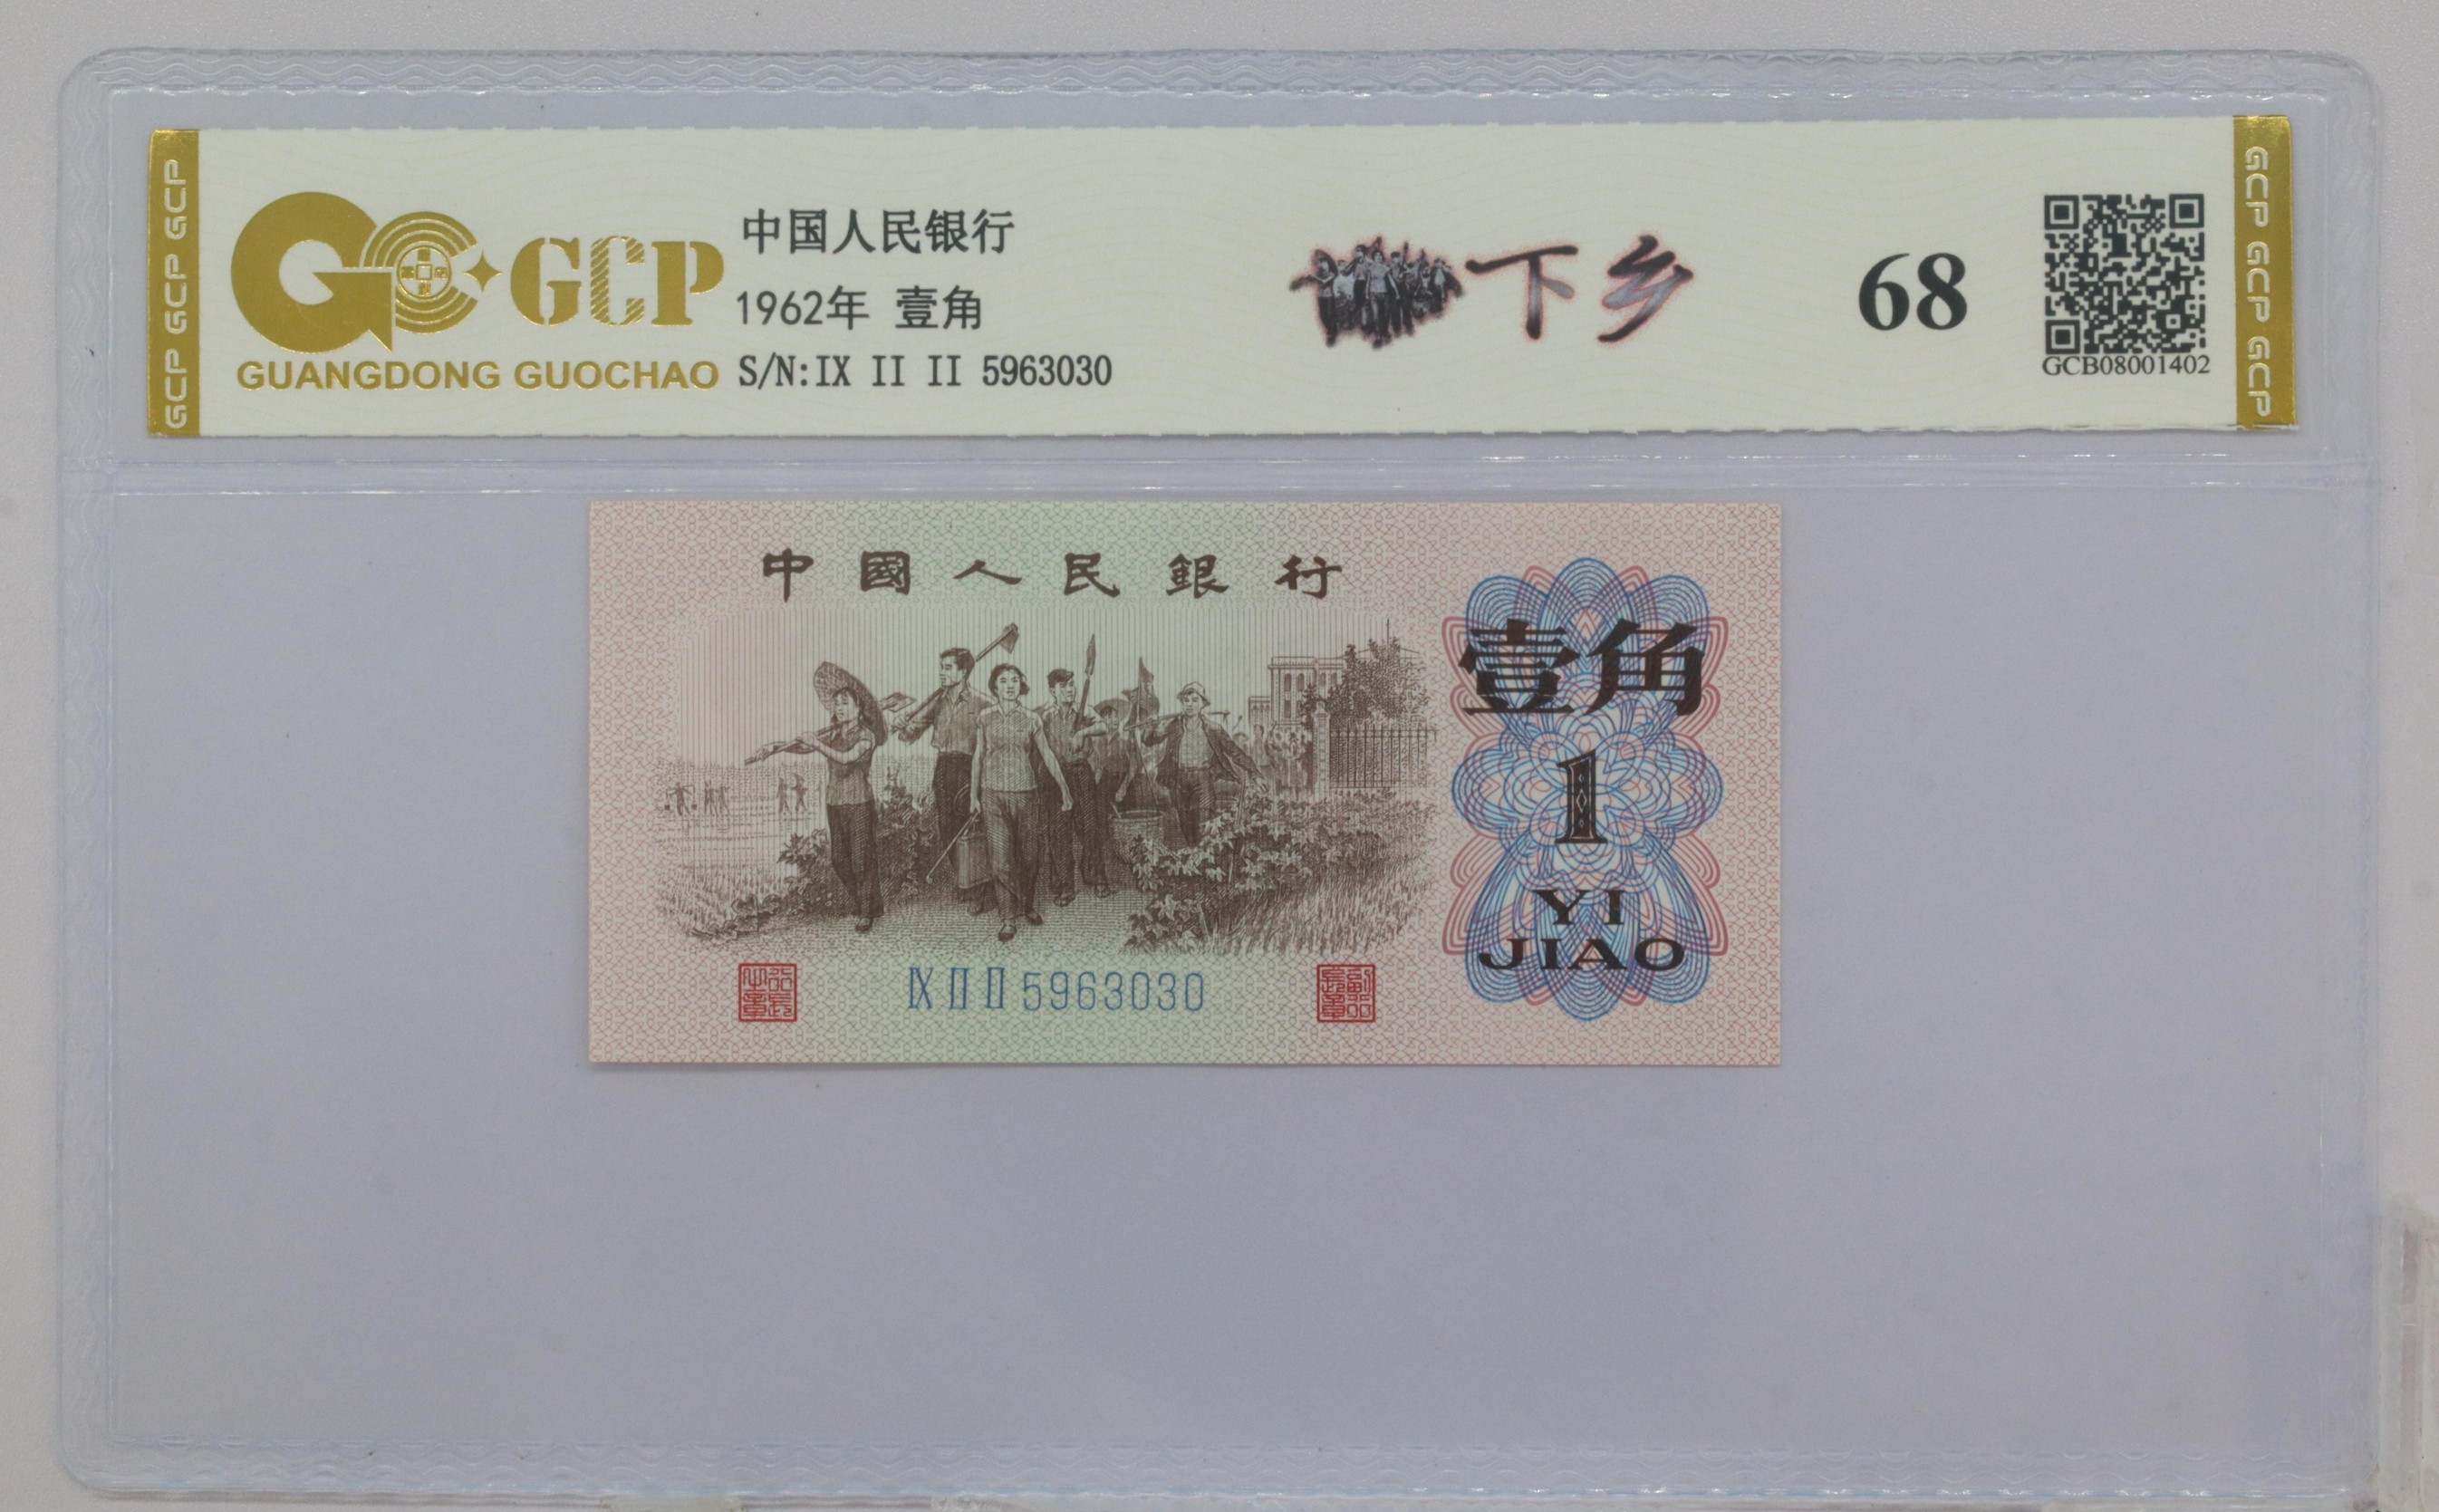 GCP GCP GCP
GCP
GUANGDONG GUOCHAO
中国人民银行
1962年 壹角
S/N:IX II II 5963030
下乡
68
GCB08001402
GCP GCP GCP
中國人民銀行
壹角
1
YI
JIAO
IX II II 5963030